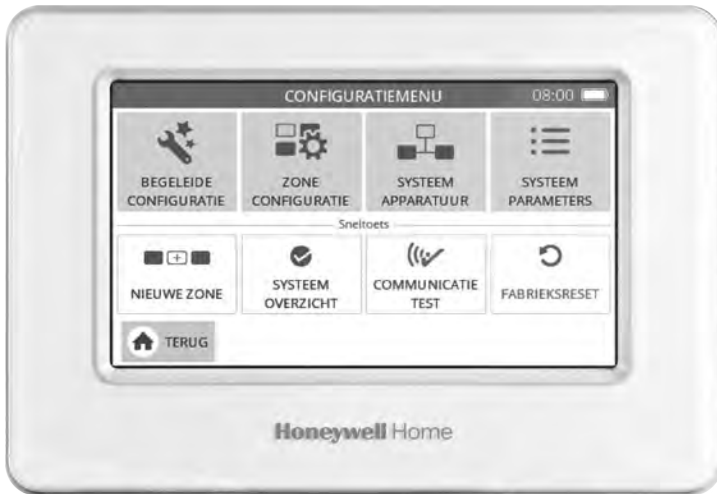 CONFIGURATIEMENU 08:00
BEGELEIDE
CONFIGURATIE
ZONE
CONFIGURATIE
SYSTEEM
APPARATUUR
SYSTEEM
PARAMETERS
Sneltoets
NIEUWE ZONE
SYSTEEM
OVERZICHT
COMMUNICATIE
TEST
FABRIEKSRESET
TERUG
Honeywell Home